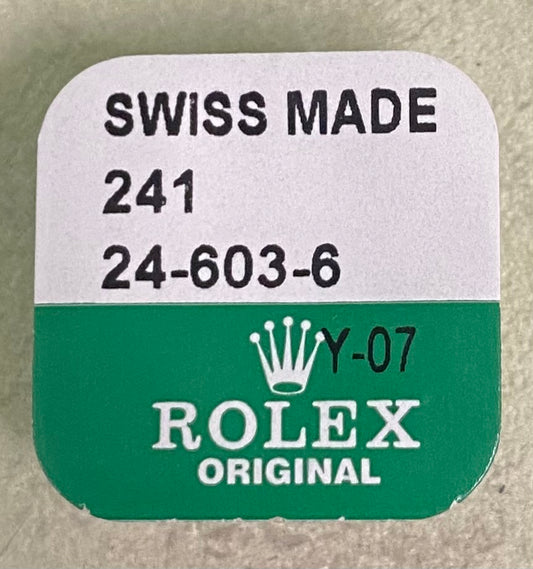 SWISS MADE
241
24-603-6
Y-07
ROLEX
ORIGINAL